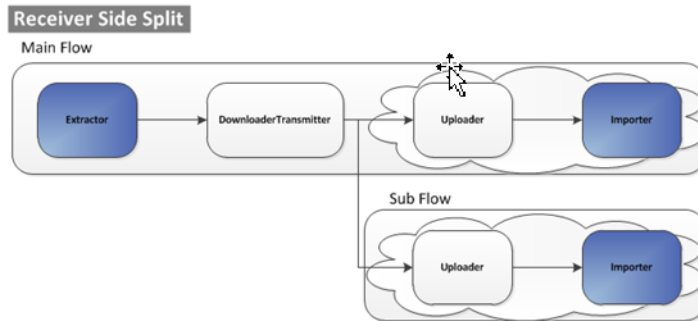 Receiver Side Split
Main Flow
Extractor
DownloaderTransmitter
Uploader
Importer
Sub Flow
Uploader
Importer